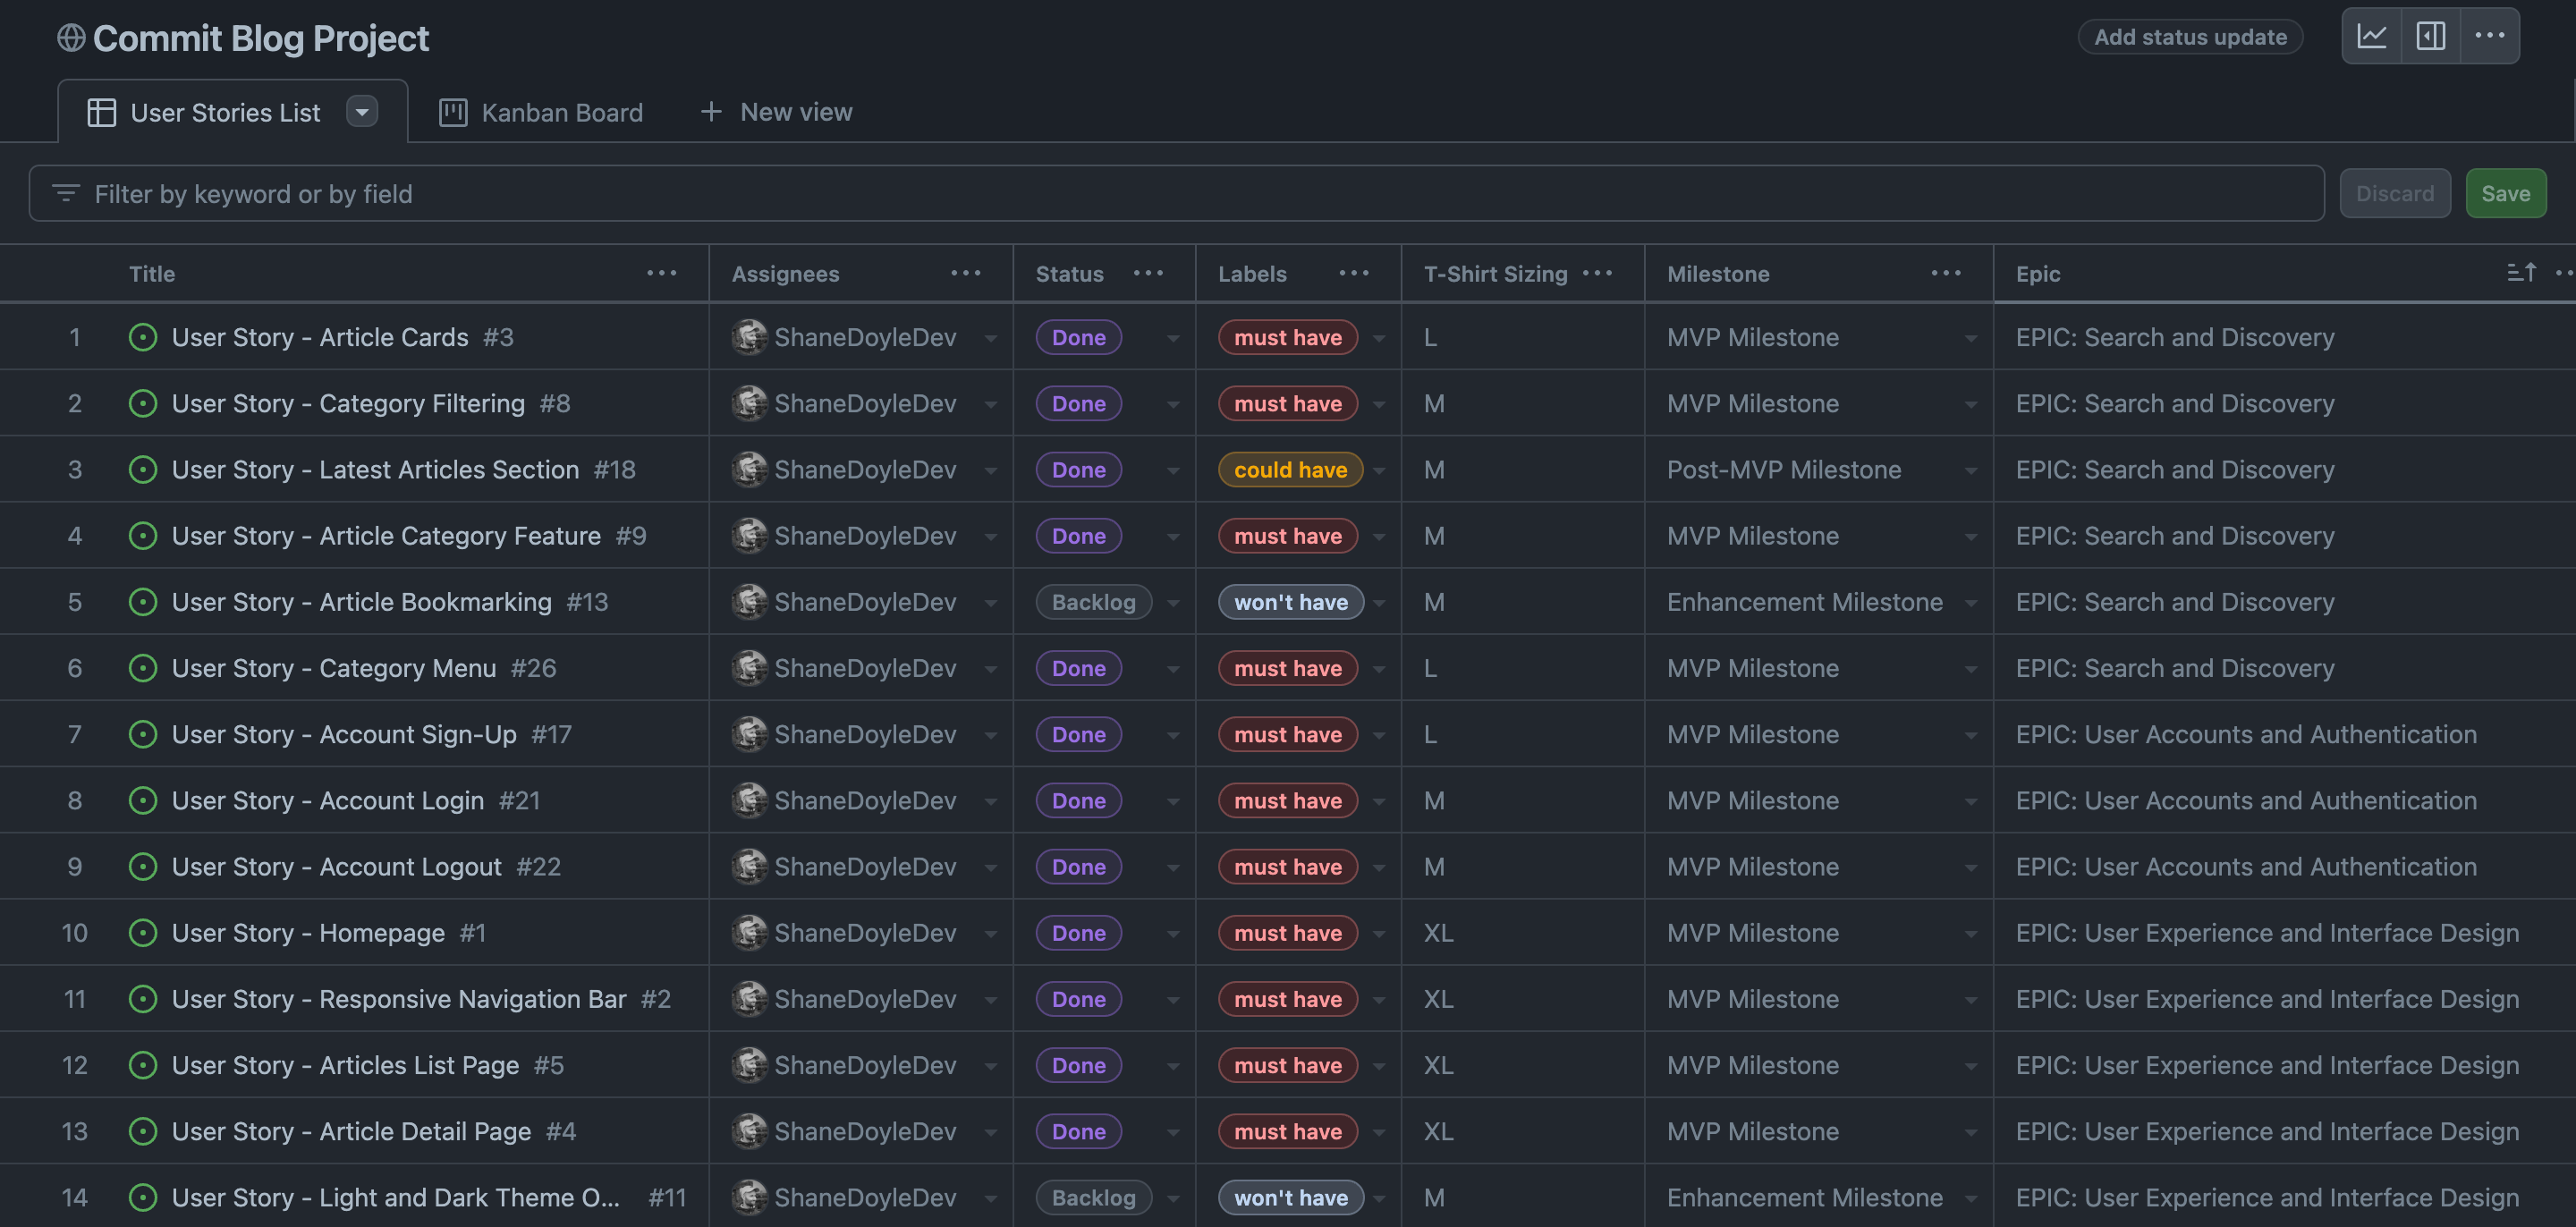 Commit Blog Project
Add status update
User Stories List Kanban Board New view
Filter by keyword or by field Discard Save
Title Assignees Status Labels T-Shirt Sizing Milestone Epic
1 User Story - Article Cards #3 ShaneDoyleDev Done must have L MVP Milestone EPIC: Search and Discovery
2 User Story - Category Filtering #8 ShaneDoyleDev Done must have M MVP Milestone EPIC: Search and Discovery
3 User Story - Latest Articles Section #18 ShaneDoyleDev Done could have M Post-MVP Milestone EPIC: Search and Discovery
4 User Story - Article Category Feature #9 ShaneDoyleDev Done must have M MVP Milestone EPIC: Search and Discovery
5 User Story - Article Bookmarking #13 ShaneDoyleDev Backlog won't have M Enhancement Milestone EPIC: Search and Discovery
6 User Story - Category Menu #26 ShaneDoyleDev Done must have L MVP Milestone EPIC: Search and Discovery
7 User Story - Account Sign-Up #17 ShaneDoyleDev Done must have L MVP Milestone EPIC: User Accounts and Authentication
8 User Story - Account Login #21 ShaneDoyleDev Done must have M MVP Milestone EPIC: User Accounts and Authentication
9 User Story - Account Logout #22 ShaneDoyleDev Done must have M MVP Milestone EPIC: User Accounts and Authentication
10 User Story - Homepage #1 ShaneDoyleDev Done must have XL MVP Milestone EPIC: User Experience and Interface Design
11 User Story - Responsive Navigation Bar #2 ShaneDoyleDev Done must have XL MVP Milestone EPIC: User Experience and Interface Design
12 User Story - Articles List Page #5 ShaneDoyleDev Done must have XL MVP Milestone EPIC: User Experience and Interface Design
13 User Story - Article Detail Page #4 ShaneDoyleDev Done must have XL MVP Milestone EPIC: User Experience and Interface Design
14 User Story - Light and Dark Theme O... #11 ShaneDoyleDev Backlog won't have M Enhancement Milestone EPIC: User Experience and Interface Design